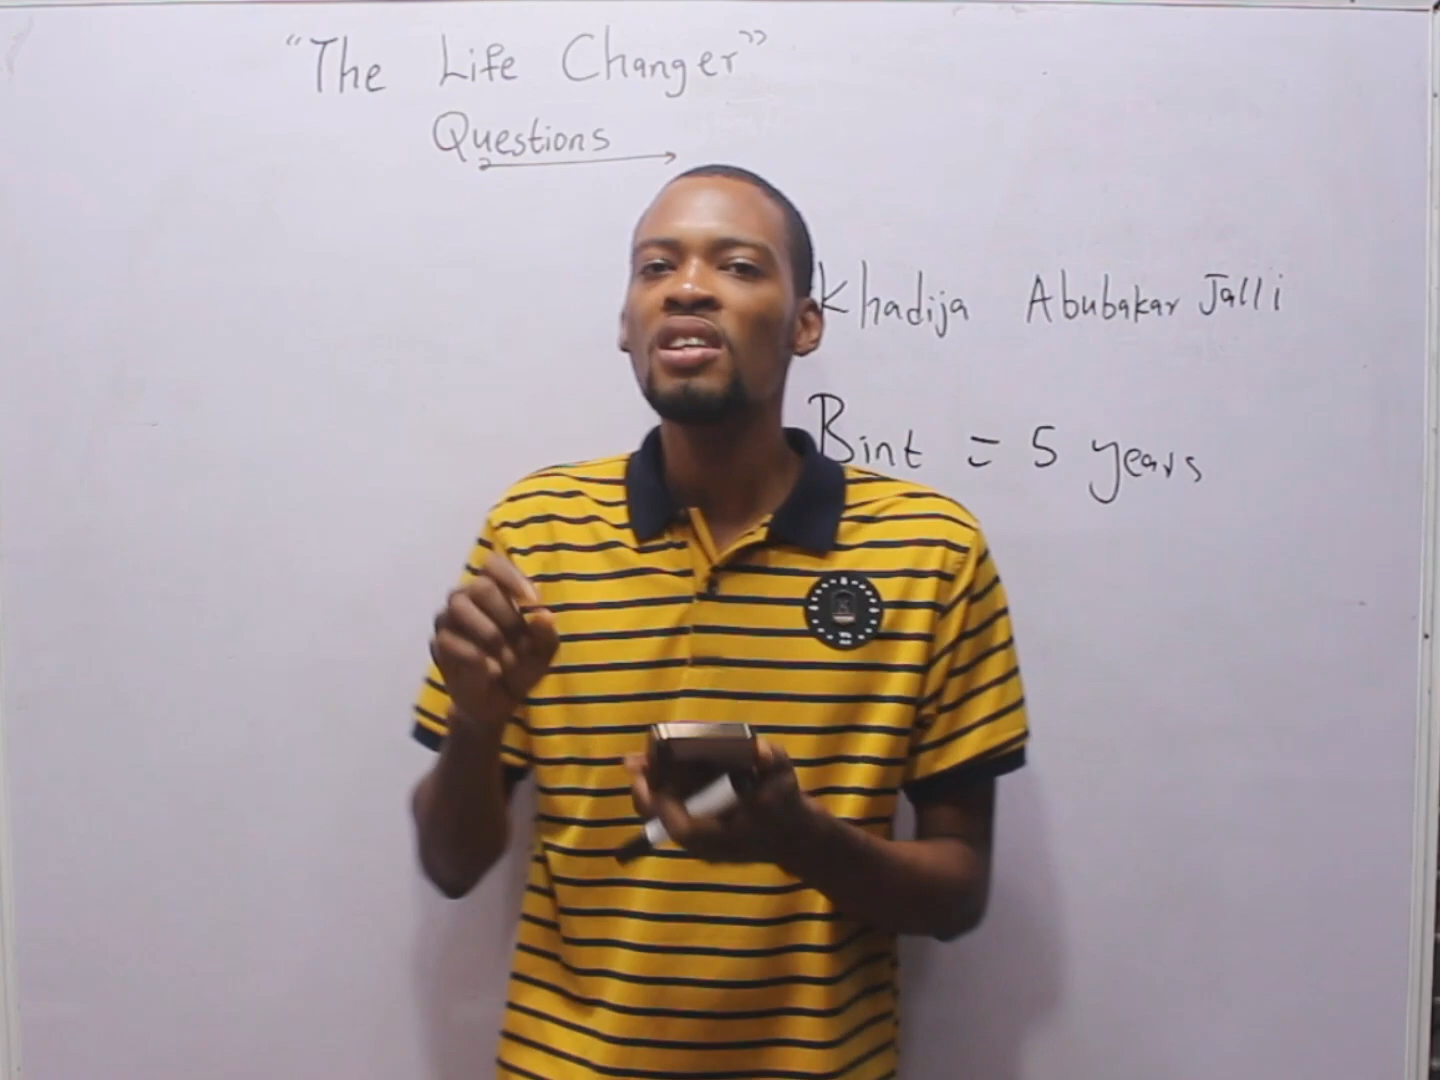 "The Life Changer"
Questions
Khadija Abubakar Jalli
Bint = 5 years